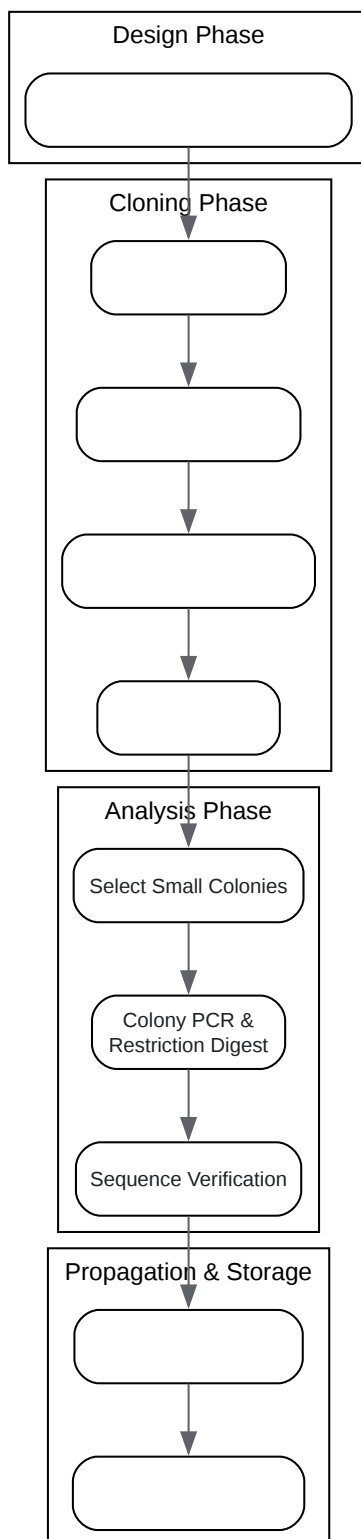 Design Phase
Cloning Phase
Analysis Phase
Select Small Colonies
Colony PCR &
Restriction Digest
Sequence Verification
Propagation & Storage